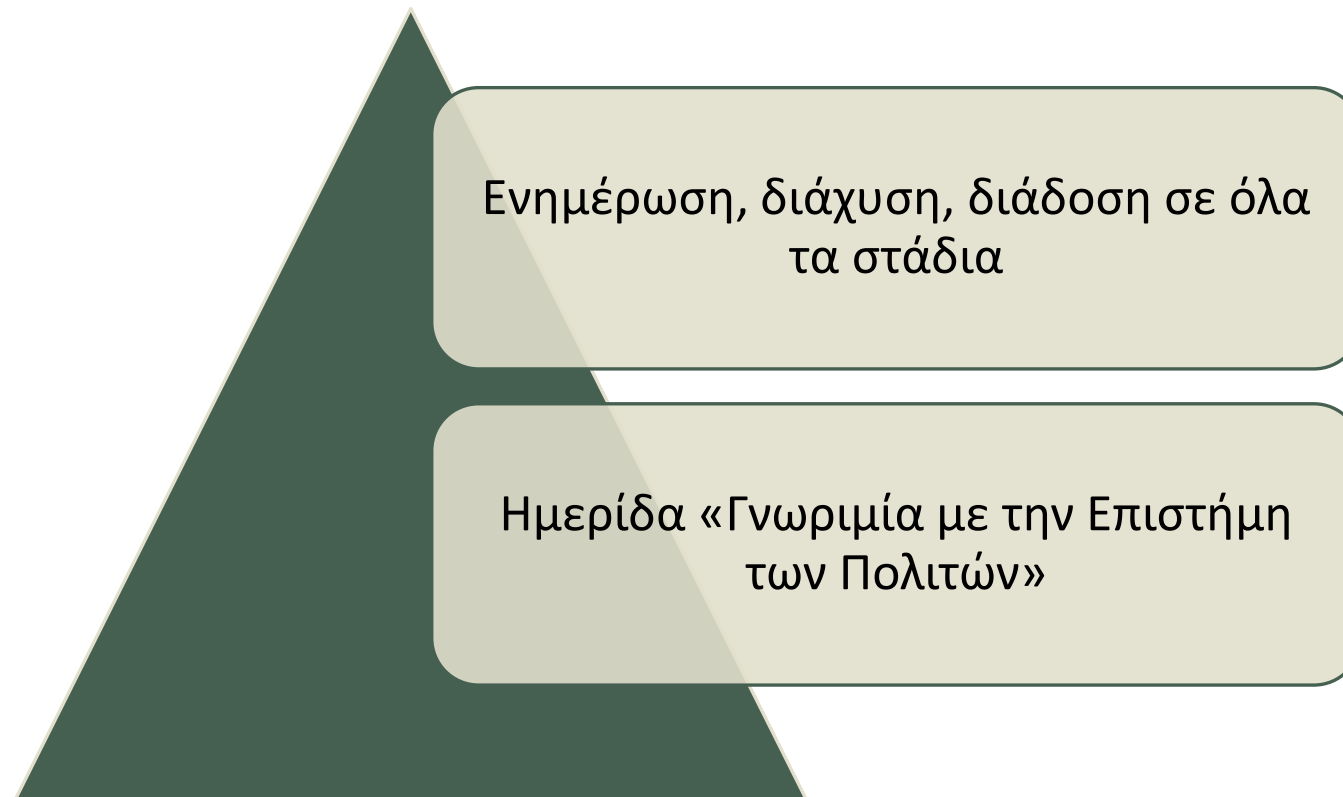 Ενημέρωση, διάχυση, διάδοση σε όλα
τα στάδια
Ημερίδα «Γνωριμία με την Επιστήμη
των Πολιτών»